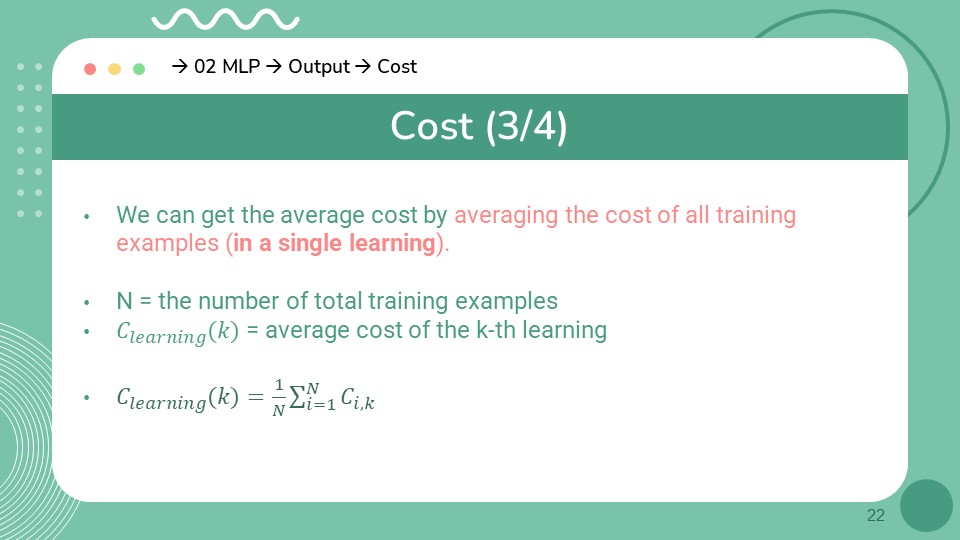 → 02 MLP → Output → Cost
Cost (3/4)
• We can get the average cost by averaging the cost of all training
examples (in a single learning).
• N = the number of total training examples
• $C_{learning}(k)$ = average cost of the k-th learning
• $C_{learning}(k) = \frac{1}{N} \sum_{i=1}^{N} C_{i,k}$
22